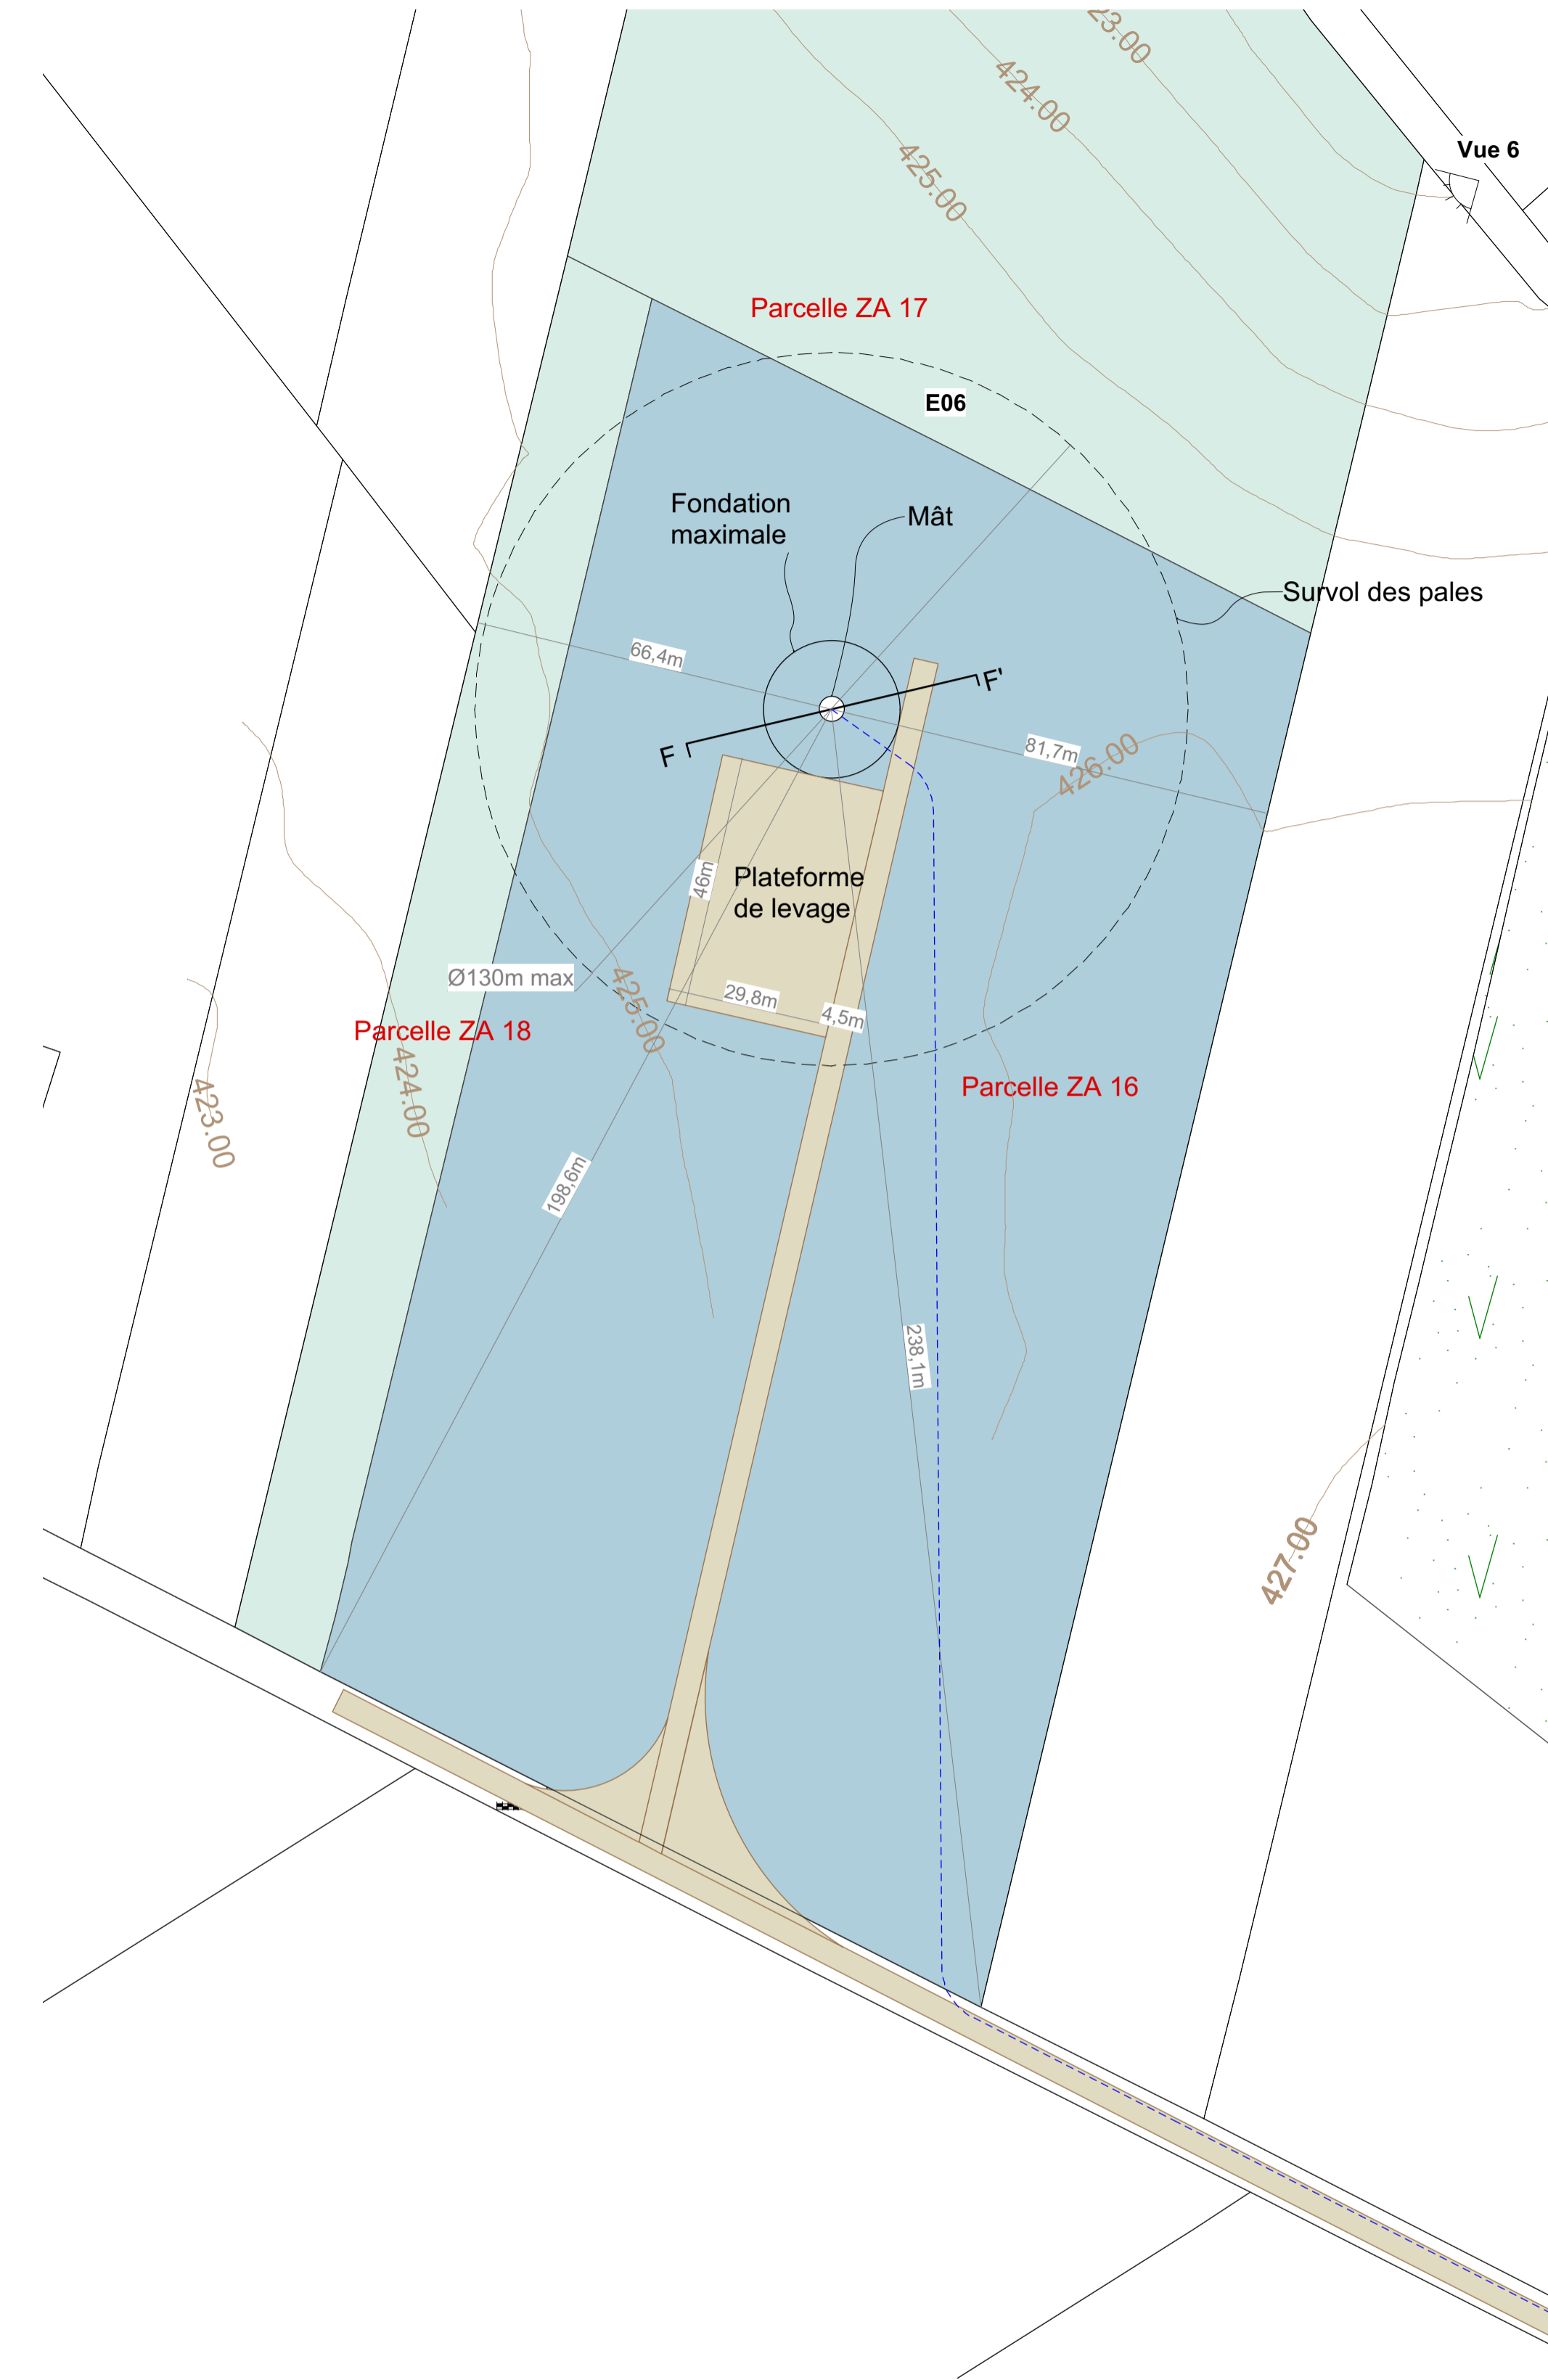 23.00
424.00
425.00
Vue 6
Parcelle ZA 17
E06
Fondation
maximale
Mât
Survol des pales
66,4m
F'
F
81,7m
426.00
46m
Plateforme
de levage
Ø130m max
29,8m
4,5m
425.00
Parcelle ZA 18
424.00
423.00
Parcelle ZA 16
198,6m
238,1m
427.00